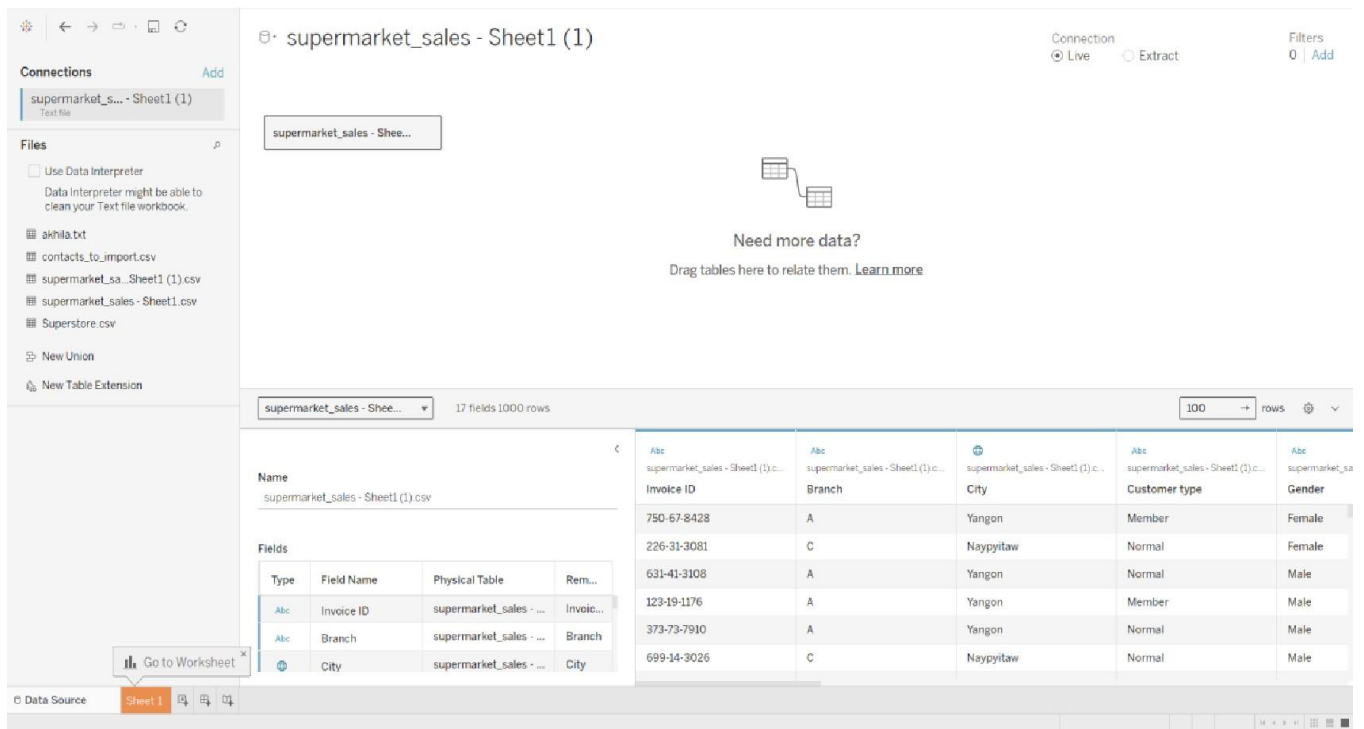 supermarket_sales - Sheet1 (1)
Connection
Live
Extract
Filters
0
Add
Connections
Add
supermarket_s... - Sheet1 (1)
Text file
Files
Use Data Interpreter
Data Interpreter might be able to
clean your Text file workbook.
akhila.txt
contacts_to_import.csv
supermarket_sa...Sheet1 (1).csv
supermarket_sales - Sheet1.csv
Superstore.csv
New Union
New Table Extension
supermarket_sales - Shee...
Need more data?
Drag tables here to relate them. Learn more
supermarket_sales - Shee...
17 fields 1000 rows
100
rows
Name
supermarket_sales - Sheet1 (1).csv
Fields
Type Field Name Physical Table Rem...
Abc Invoice ID supermarket_sales - ... Invoic...
Abc Branch supermarket_sales - ... Branch
City supermarket_sales - ... City
Abc Abc Abc Abc
supermarket_sales - Sheet1 (1).c... supermarket_sales - Sheet1 (1).c... supermarket_sales - Sheet1 (1).c... supermarket_sales - Sheet1 (1).c... supermarket_sa
Invoice ID Branch City Customer type Gender
750-67-8428 A Yangon Member Female
226-31-3081 C Naypyitaw Normal Female
631-41-3108 A Yangon Normal Male
123-19-1176 A Yangon Member Male
373-73-7910 A Yangon Normal Male
699-14-3026 C Naypyitaw Normal Male
Go to Worksheet
Data Source
Sheet 1